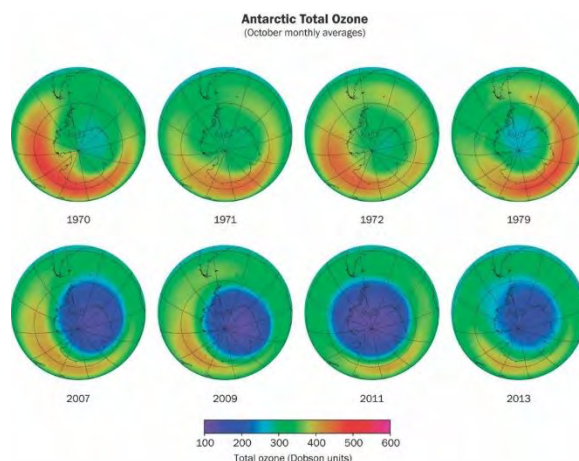 Antarctic Total Ozone
(October monthly averages)
1970
1971
1972
1979
2007
2009
2011
2013
100 200 300 400 500 600
Total ozone (Dobson units)